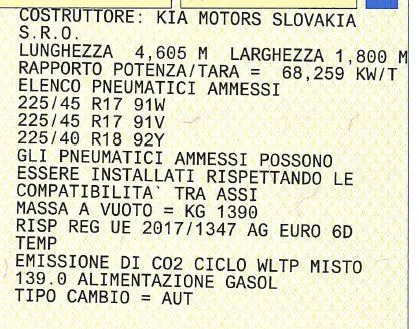 COSTRUTTORE: KIA MOTORS SLOVAKIA
S.R.O.
LUNGHEZZA 4,605 M LARGHEZZA 1,800 M
RAPPORTO POTENZA/TARA = 68,259 KW/T
ELENCO PNEUMATICI AMMESSI
225/45 R17 91W
225/45 R17 91V
225/40 R18 92Y
GLI PNEUMATICI AMMESSI POSSONO
ESSERE INSTALLATI RISPETTANDO LE
COMPATIBILITA` TRA ASSI
MASSA A VUOTO = KG 1390
RISP REG UE 2017/1347 AG EURO 6D
TEMP
EMISSIONE DI CO2 CICLO WLTP MISTO
139.0 ALIMENTAZIONE GASOL
TIPO CAMBIO = AUT